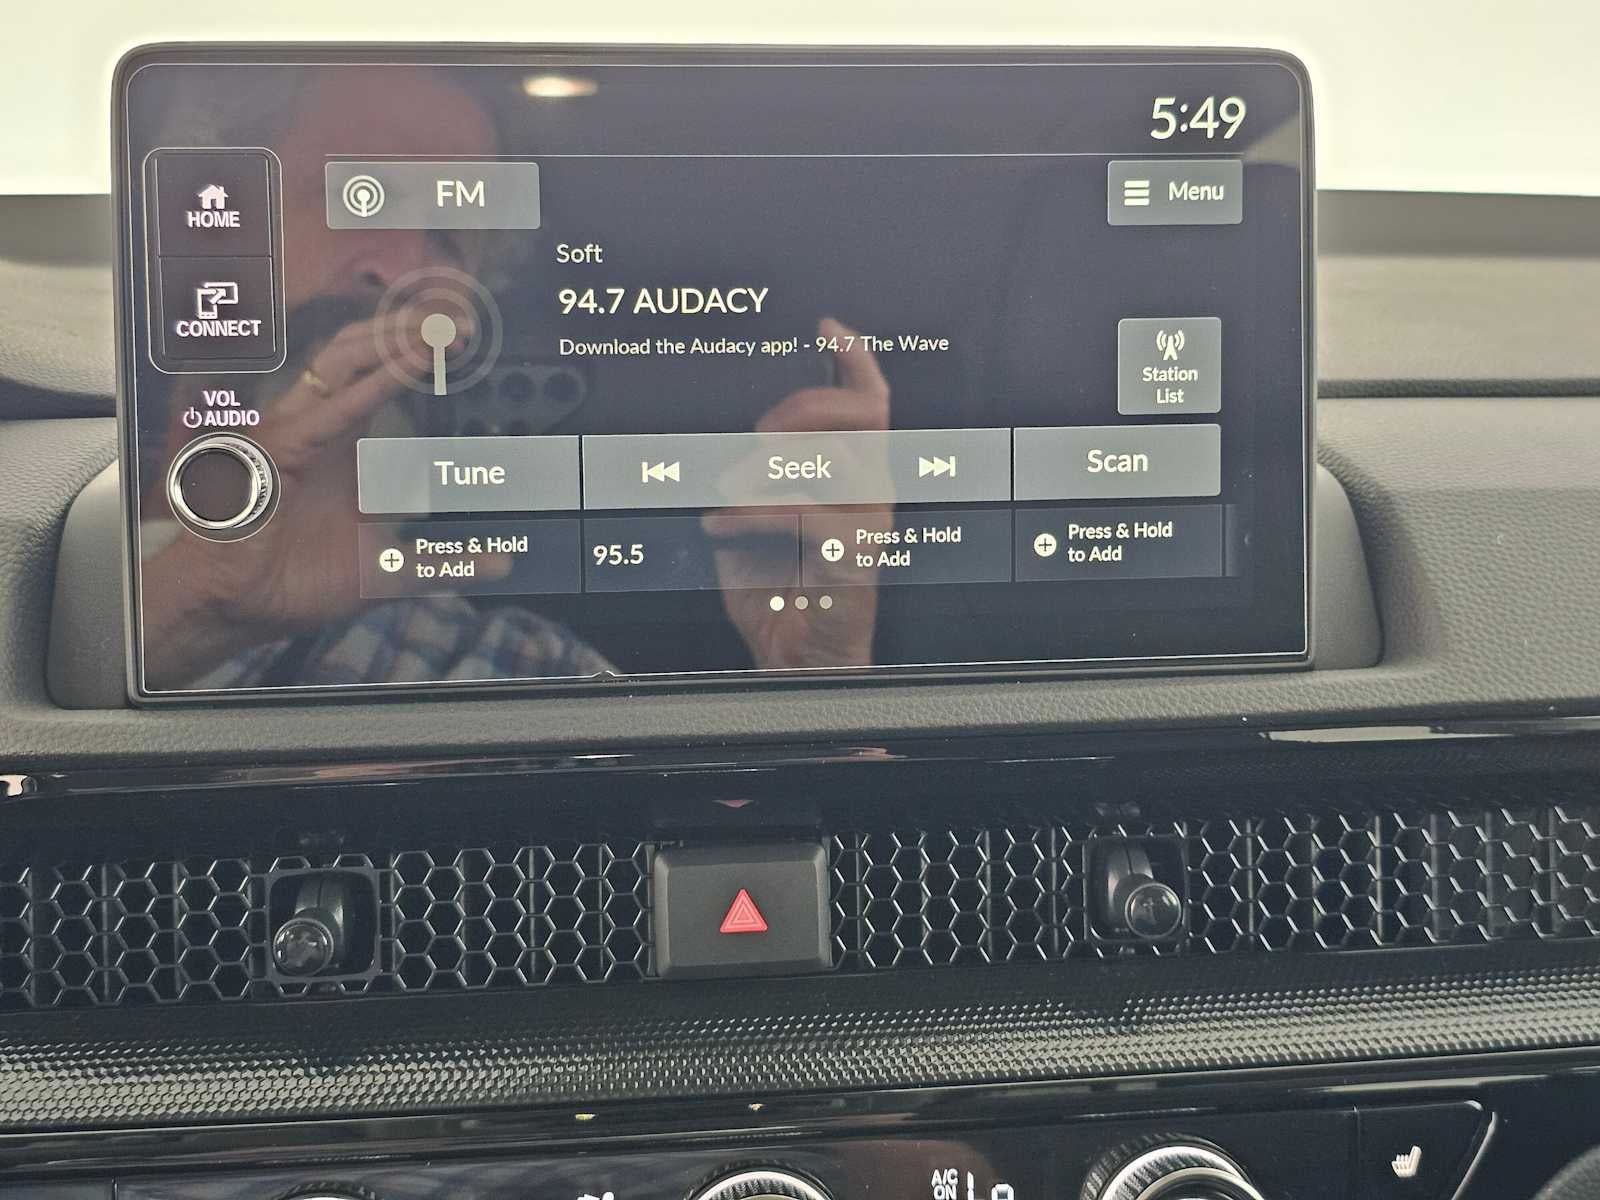 5:49
HOME
FM
Menu
Soft
94.7 AUDACY
Download the Audacy app! - 94.7 The Wave
CONNECT
Station
List
VOL
AUDIO
Tune
Seek
Scan
Press & Hold
to Add
95.5
Press & Hold
to Add
Press & Hold
to Add
A/C
ON